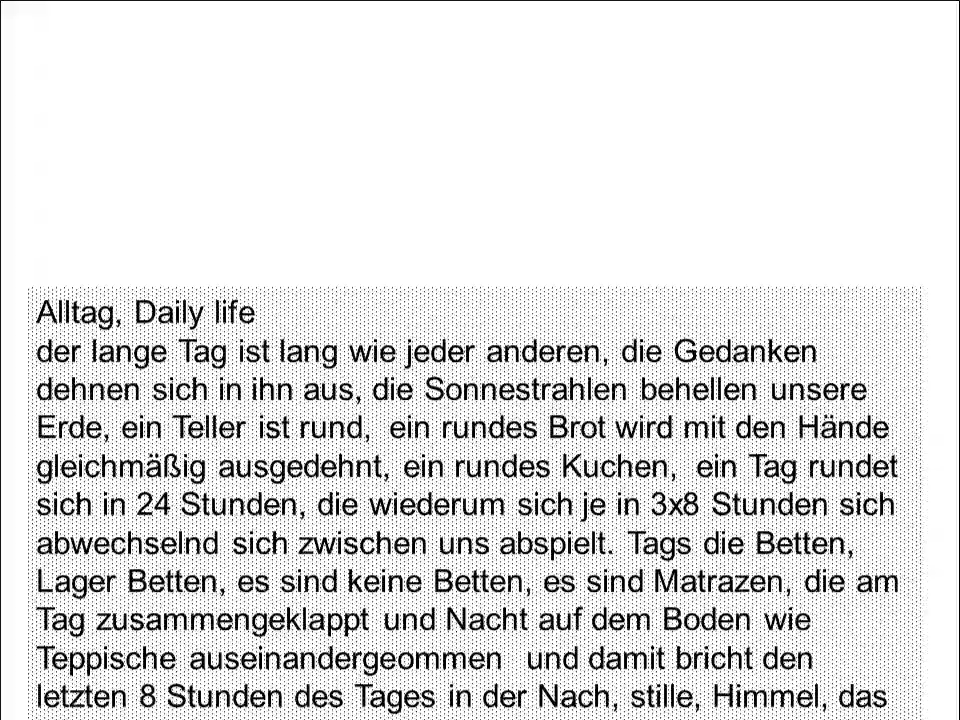 Alltag, Daily life
der lange Tag ist lang wie jeder anderen, die Gedanken
dehnen sich in ihn aus, die Sonnestrahlen behellen unsere
Erde, ein Teller ist rund,  ein rundes Brot wird mit den Hände
gleichmäßig ausgedehnt, ein rundes Kuchen,  ein Tag rundet
sich in 24 Stunden, die wiederum sich je in 3x8 Stunden sich
abwechselnd sich zwischen uns abspielt. Tags die Betten,
Lager Betten, es sind keine Betten, es sind Matrazen, die am
Tag zusammengeklappt und Nacht auf dem Boden wie
Teppische auseinandergeommen  und damit bricht den
letzten 8 Stunden des Tages in der Nach, stille, Himmel, das